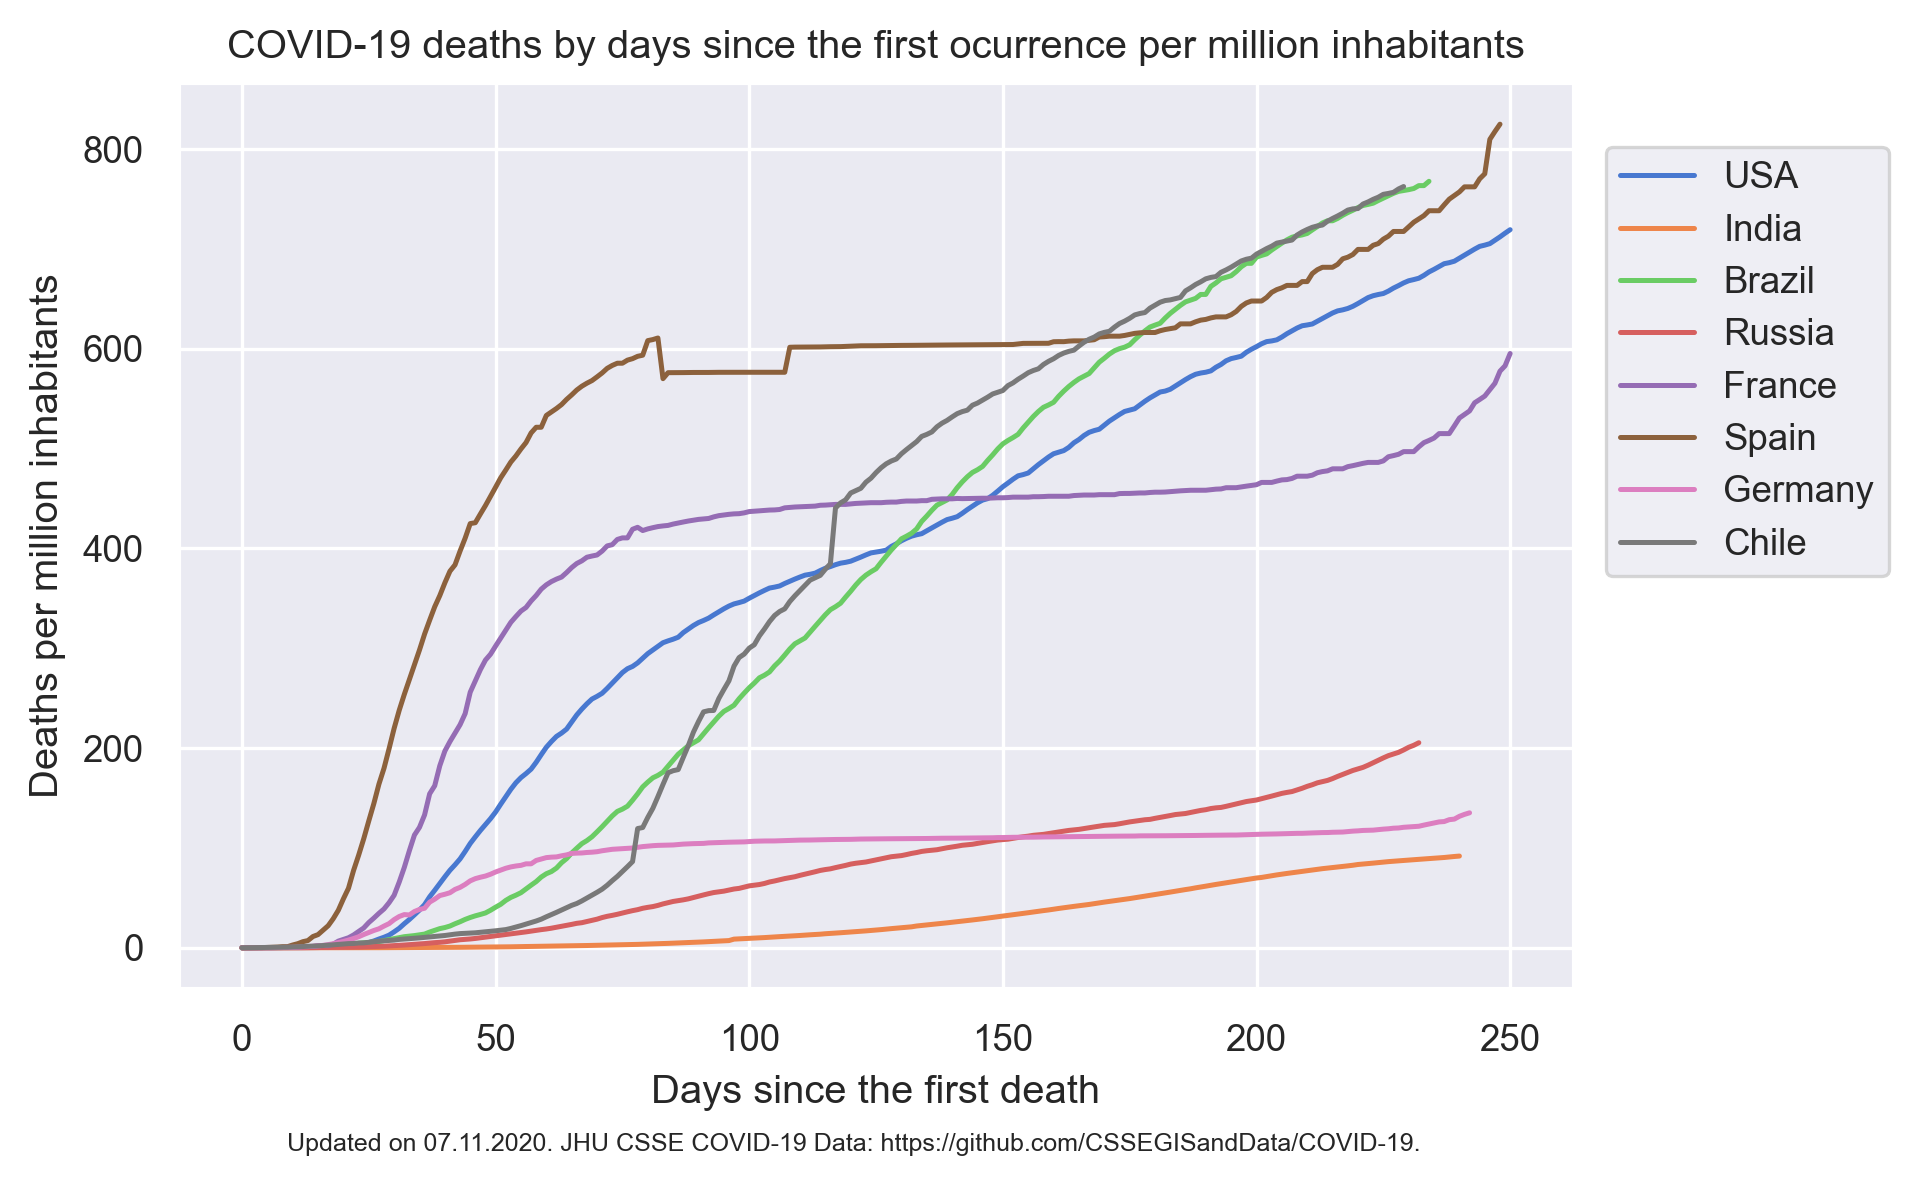 COVID-19 deaths by days since the first ocurrence per million inhabitants
Deaths per million inhabitants
800
600
400
200
0
0 50 100 150 200 250
Days since the first death
USA
India
Brazil
Russia
France
Spain
Germany
Chile
Updated on 07.11.2020. JHU CSSE COVID-19 Data: https://github.com/CSSEGISandData/COVID-19.